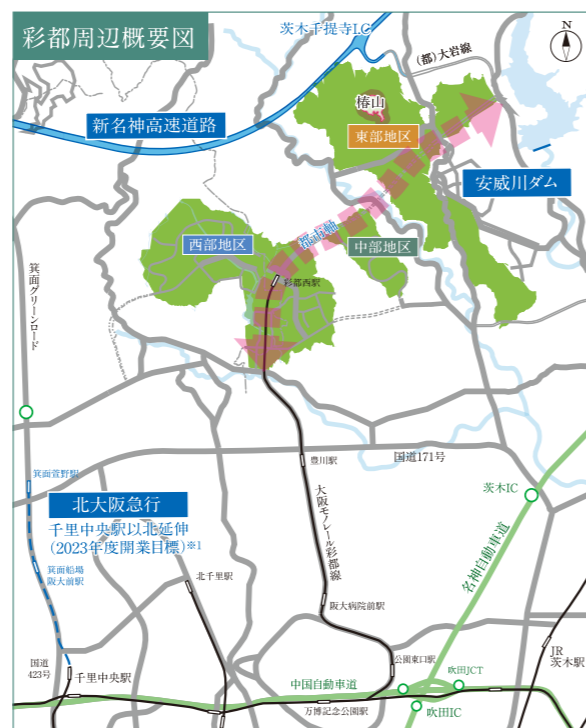 彩都周辺概要図
茨木千提寺I.C
(都)大岩線
N
新名神高速道路
椿山
東部地区
安威川ダム
都市軸
西部地区
中部地区
彩都西駅
箕面グリーンロード
豊川駅
国道171号
箕面萱野駅
茨木IC
北大阪急行
千里中央駅以北延伸
(2023年度開業目標)※1
大阪モノレール彩都線
名神自動車道
箕面船場
阪大前駅
北千里駅
阪大病院前駅
国道
423号
千里中央駅
公園東口駅
吹田JCT
JR
茨木駅
中国自動車道
万博記念公園駅
吹田IC